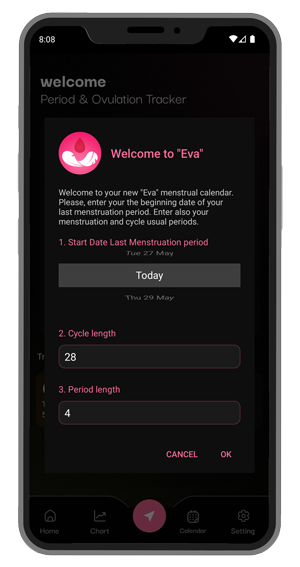 8:08
welcome
Period & Ovulation Tracker
Welcome to "Eva"
Welcome to your new "Eva" menstrual calendar.
Please, enter your the beginning date of your
last menstruation period. Enter also your
menstruation and cycle usual periods.
1. Start Date Last Menstruation period
Tue 27 May
Today
Thu 29 May
2. Cycle length
28
3. Period length
4
CANCEL OK
Home Chart Calendar Setting